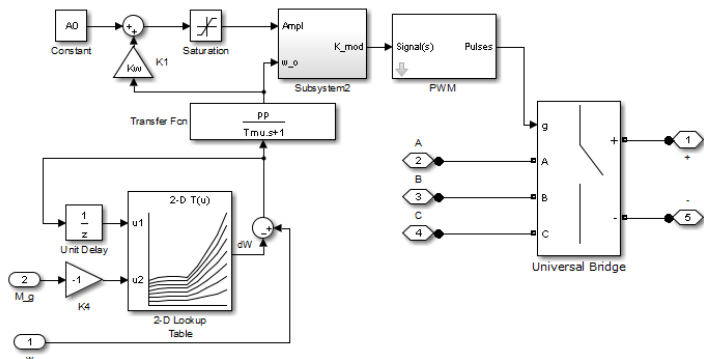 A0
Constant
+
+
Kw
K1
Saturation
Ampl
w_o
K_mod
Subsystem2
Signal(s)
Pulses
PWM
Transfer Fcn
pp
Tmu.s+1
g
A
B
C
+
-
Universal Bridge
A
2
B
3
C
4
1
+
-
5
1
z
Unit Delay
2-D T(u)
u1
u2
2-D Lookup
Table
dW
-
+
2
M_g
-1
K4
1